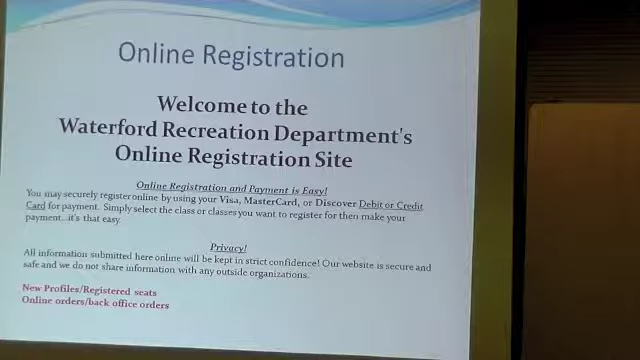 Online Registration
Welcome to the
Waterford Recreation Department's
Online Registration Site
Online Registration and Payment is Easy!
You may securely register online by using your Visa, MasterCard, or Discover Debit or Credit
Card for payment. Simply select the class or classes you want to register for then make your
payment...it's that easy.
Privacy!
All information submitted here online will be kept in strict confidence! Our website is secure and
safe and we do not share information with any outside organizations.
New Profiles/Registered seats
Online orders/back office orders